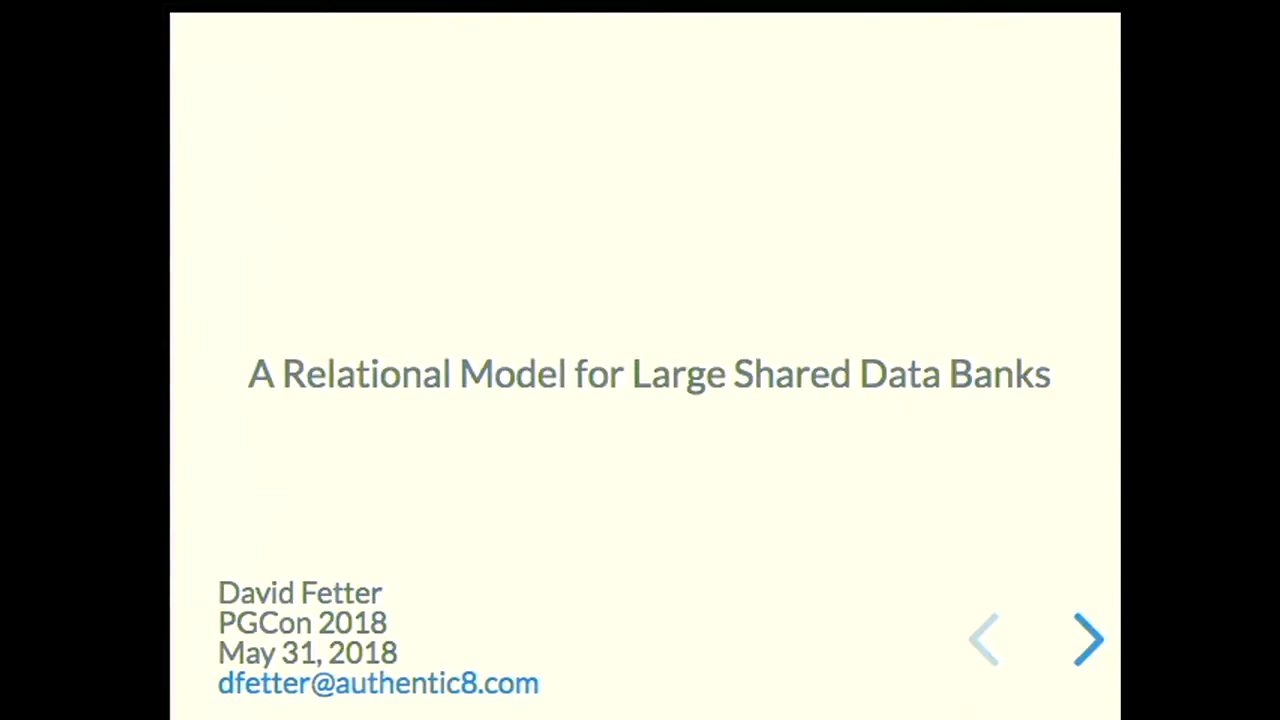 A Relational Model for Large Shared Data Banks
David Fetter
PGCon 2018
May 31, 2018
dfetter@authentic8.com